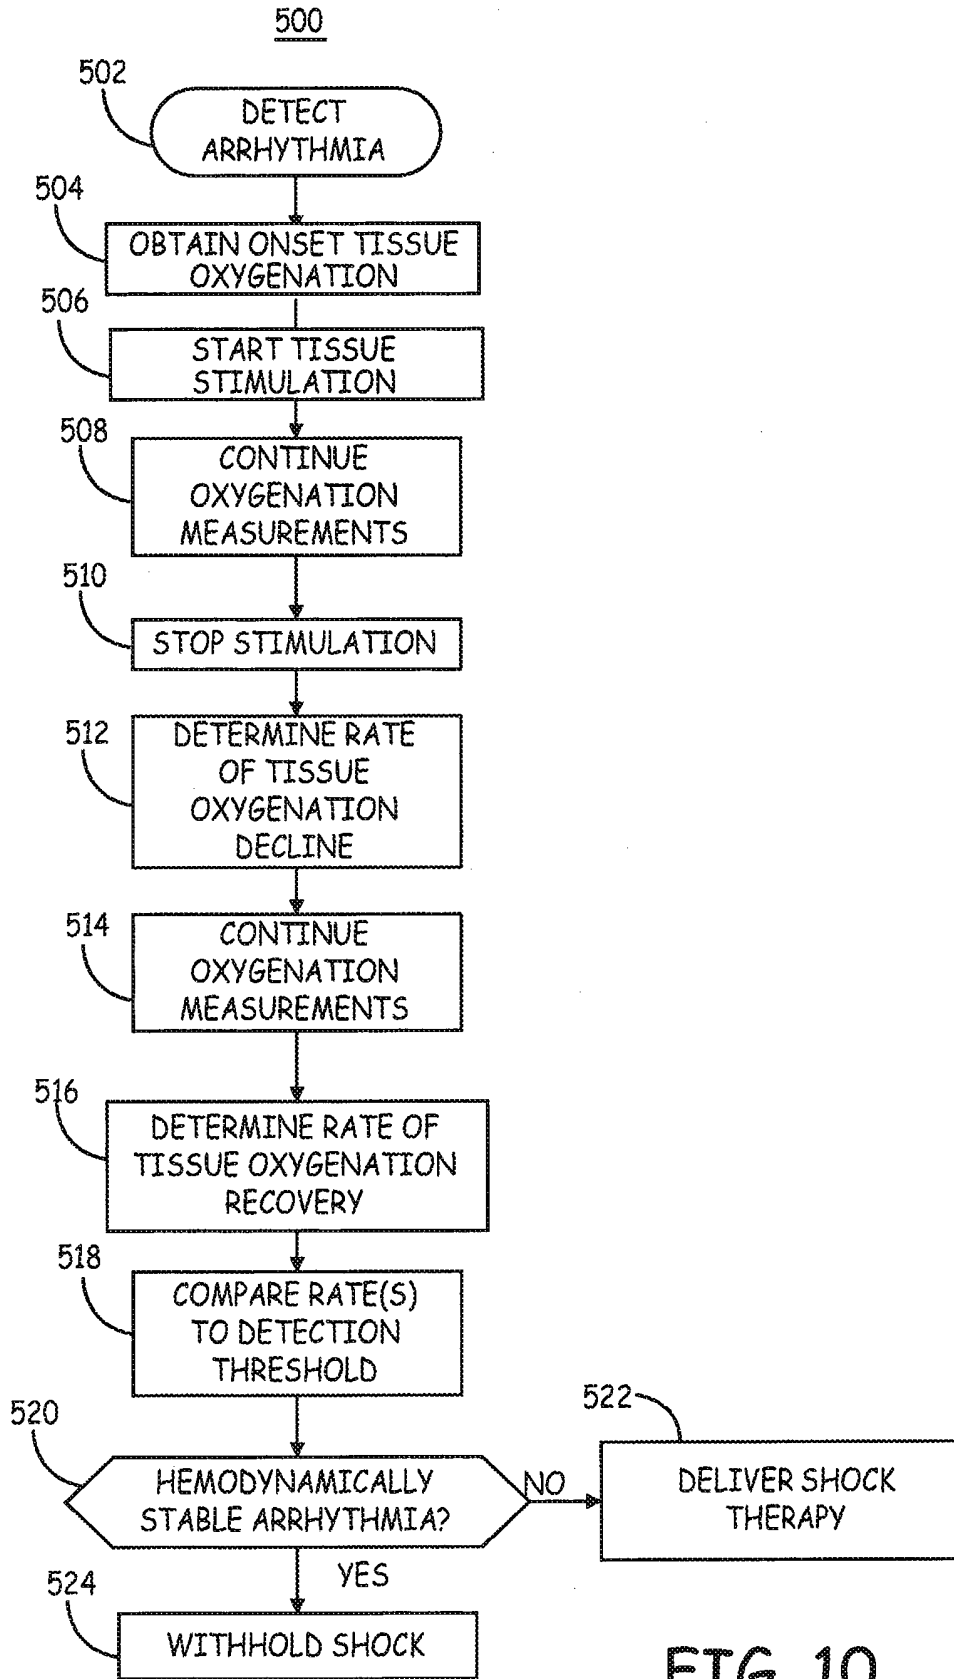 500
502
DETECT
ARRHYTHMIA
504
OBTAIN ONSET TISSUE
OXYGENATION
506
START TISSUE
STIMULATION
508
CONTINUE
OXYGENATION
MEASUREMENTS
510
STOP STIMULATION
512
DETERMINE RATE
OF TISSUE
OXYGENATION
DECLINE
514
CONTINUE
OXYGENATION
MEASUREMENTS
516
DETERMINE RATE OF
TISSUE OXYGENATION
RECOVERY
518
COMPARE RATE(S)
TO DETECTION
THRESHOLD
520
HEMODYNAMICALLY
STABLE ARRHYTHMIA?
NO
522
DELIVER SHOCK
THERAPY
YES
524
WITHHOLD SHOCK
FIG. 10